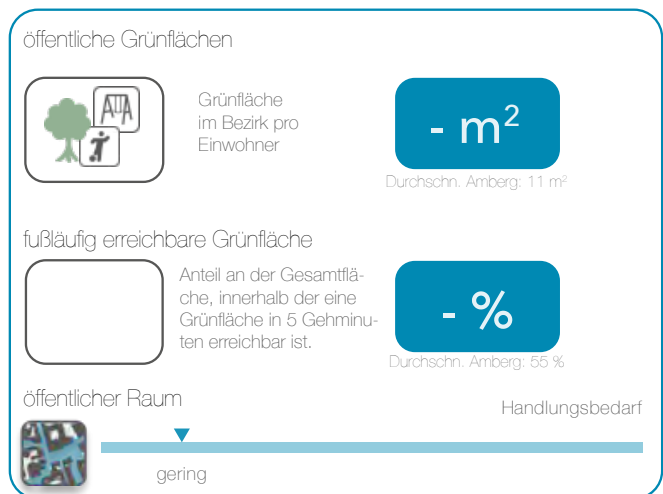 öffentliche Grünflächen
Grünfläche
im Bezirk pro
Einwohner
- m²
Durchschn. Amberg: 11 m²
fußläufig erreichbare Grünfläche
Anteil an der Gesamtflä-
che, innerhalb der eine
Grünfläche in 5 Gehminu-
ten erreichbar ist.
- %
Durchschn. Amberg: 55 %
öffentlicher Raum
Handlungsbedarf
gering